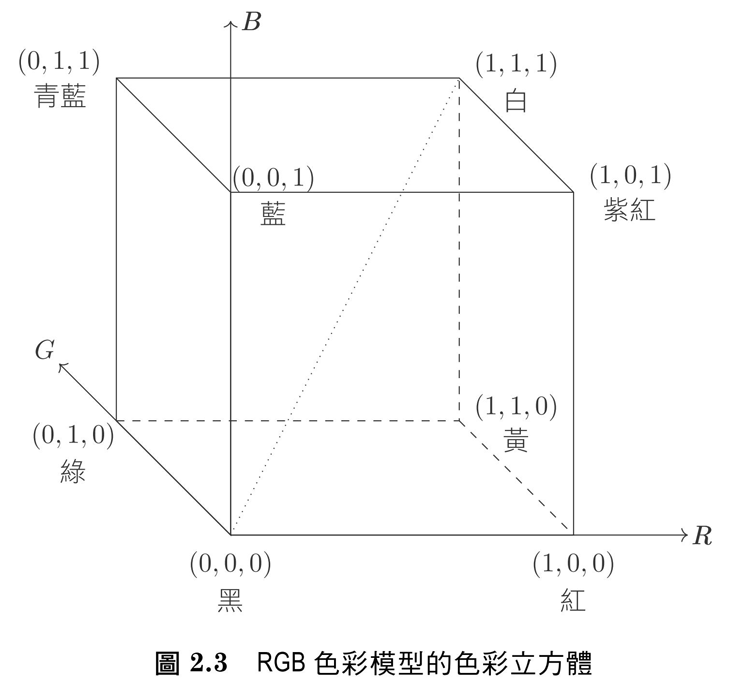 B
(0, 1, 1)
青藍
(1, 1, 1)
白
(0, 0, 1)
藍
(1, 0, 1)
紫紅
G
(0, 1, 0)
綠
(1, 1, 0)
黃
R
(0, 0, 0)
黑
(1, 0, 0)
紅
圖 2.3 RGB 色彩模型的色彩立方體